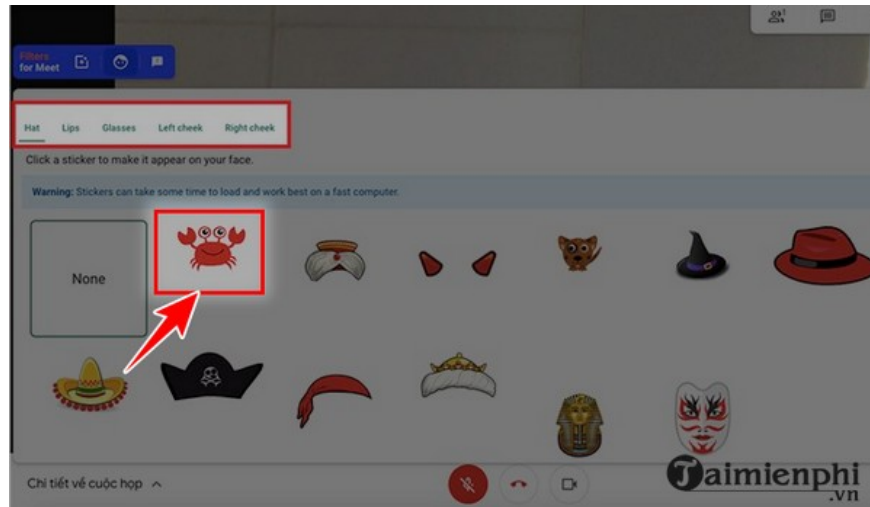 Filters
for Meet
Hat Lips Glasses Left cheek Right cheek
Click a sticker to make it appear on your face.
Warning: Stickers can take some time to load and work best on a fast computer.
None
Chi tiết về cuộc họp
Taimienphi
.vn